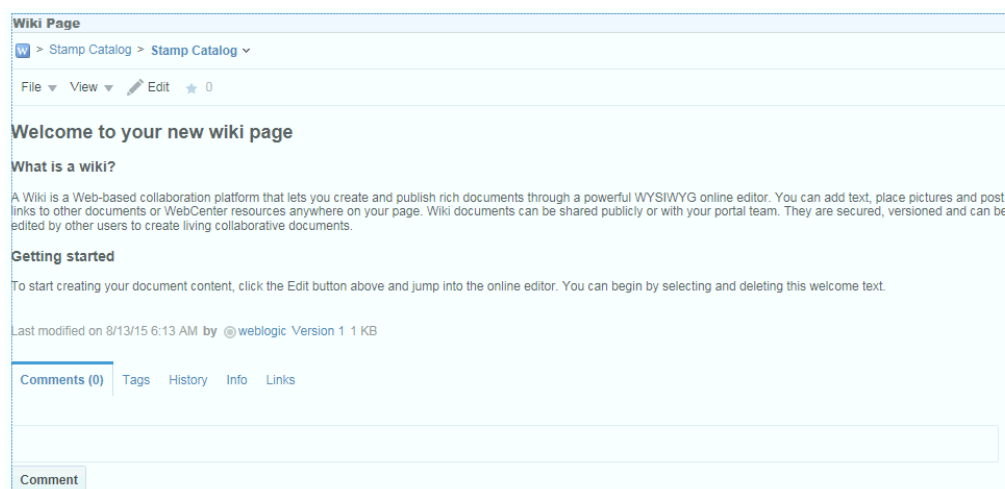 Wiki Page
W > Stamp Catalog > Stamp Catalog
File View Edit 0
Welcome to your new wiki page
What is a wiki?
A Wiki is a Web-based collaboration platform that lets you create and publish rich documents through a powerful WYSIWYG online editor. You can add text, place pictures and post
links to other documents or WebCenter resources anywhere on your page. Wiki documents can be shared publicly or with your portal team. They are secured, versioned and can be
edited by other users to create living collaborative documents.
Getting started
To start creating your document content, click the Edit button above and jump into the online editor. You can begin by selecting and deleting this welcome text.
Last modified on 8/13/15 6:13 AM by weblogic Version 1 1 KB
Comments (0) Tags History Info Links
Comment